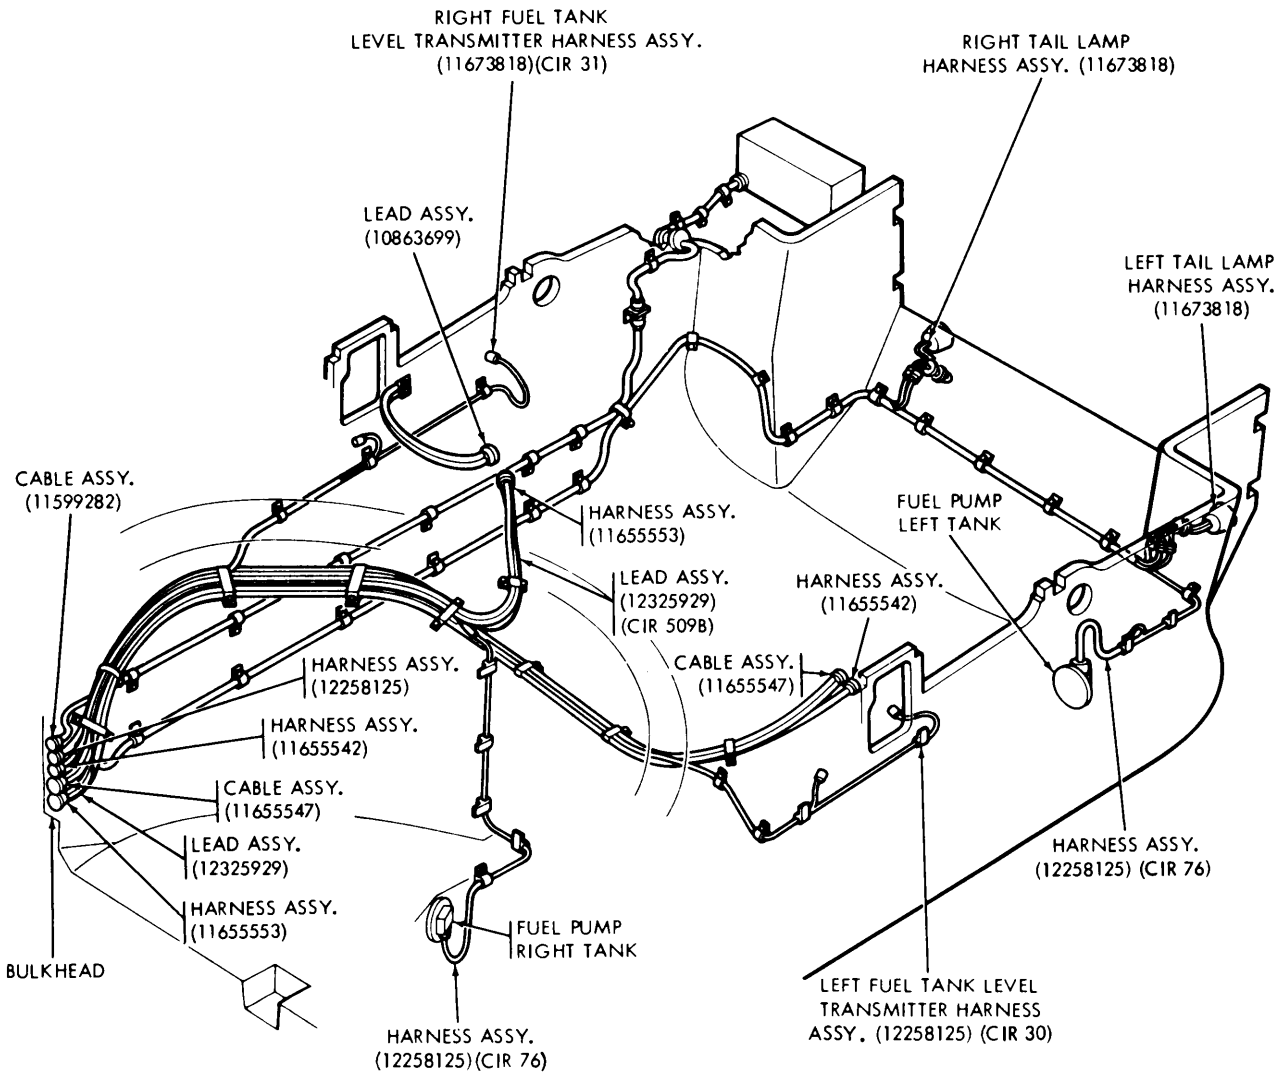 RIGHT FUEL TANK
LEVEL TRANSMITTER HARNESS ASSY.
(11673818)(CIR 31)
RIGHT TAIL LAMP
HARNESS ASSY. (11673818)
LEAD ASSY.
(10863699)
LEFT TAIL LAMP
HARNESS ASSY.
(11673818)
CABLE ASSY.
(11599282)
FUEL PUMP
LEFT TANK
HARNESS ASSY.
(11655553)
LEAD ASSY.
(12325929)
(CIR 509B)
HARNESS ASSY.
(11655542)
CABLE ASSY.
(11655547)
HARNESS ASSY.
(12258125)
HARNESS ASSY.
(11655542)
CABLE ASSY.
(11655547)
LEAD ASSY.
(12325929)
HARNESS ASSY.
(11655553)
BULKHEAD
FUEL PUMP
RIGHT TANK
HARNESS ASSY.
(12258125) (CIR 76)
LEFT FUEL TANK LEVEL
TRANSMITTER HARNESS
ASSY. (12258125) (CIR 30)
HARNESS ASSY.
(12258125)(CIR 76)